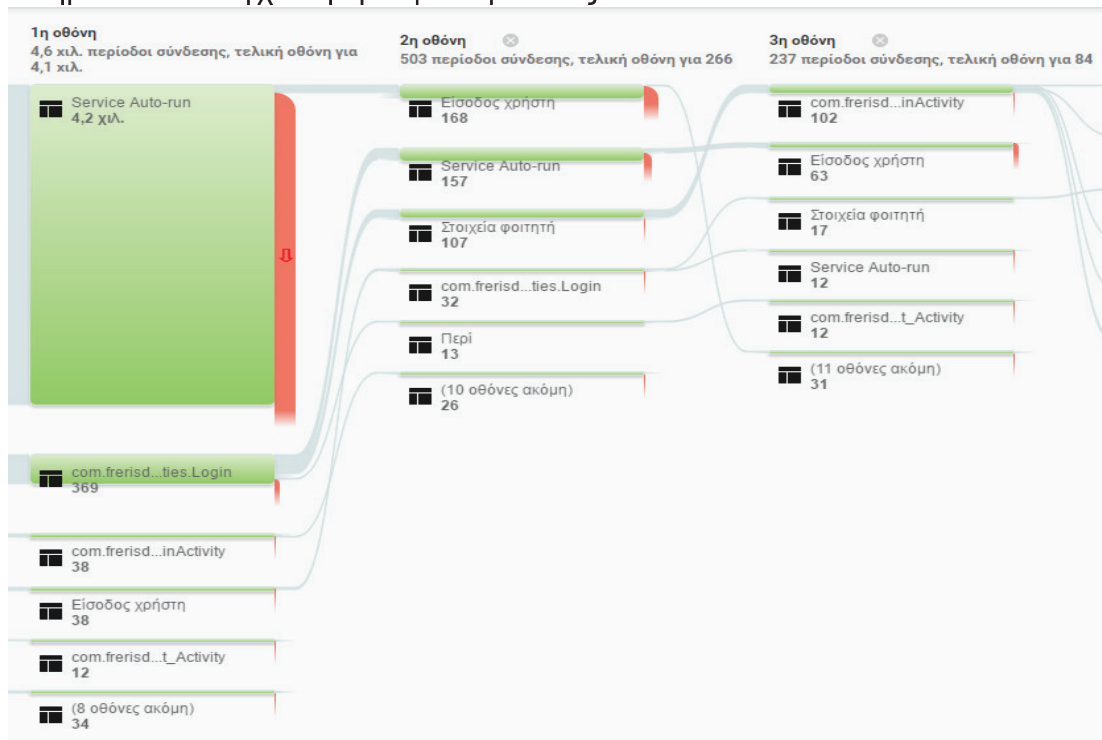 1η οθόνη
4,6 χιλ. περίοδοι σύνδεσης, τελική οθόνη για
4,1 χιλ.
Service Auto-run
4,2 χιλ.
com.frerisd...ties.Login
369
com.frerisd...inActivity
38
Είσοδος χρήστη
38
com.frerisd...t_Activity
12
(8 οθόνες ακόμη)
34
2η οθόνη
503 περίοδοι σύνδεσης, τελική οθόνη για 266
Είσοδος χρήστη
168
Service Auto-run
157
Στοιχεία φοιτητή
107
com.frerisd...ties.Login
32
Περί
13
(10 οθόνες ακόμη)
26
3η οθόνη
237 περίοδοι σύνδεσης, τελική οθόνη για 84
com.frerisd...inActivity
102
Είσοδος χρήστη
63
Στοιχεία φοιτητή
17
Service Auto-run
12
com.frerisd...t_Activity
12
(11 οθόνες ακόμη)
31